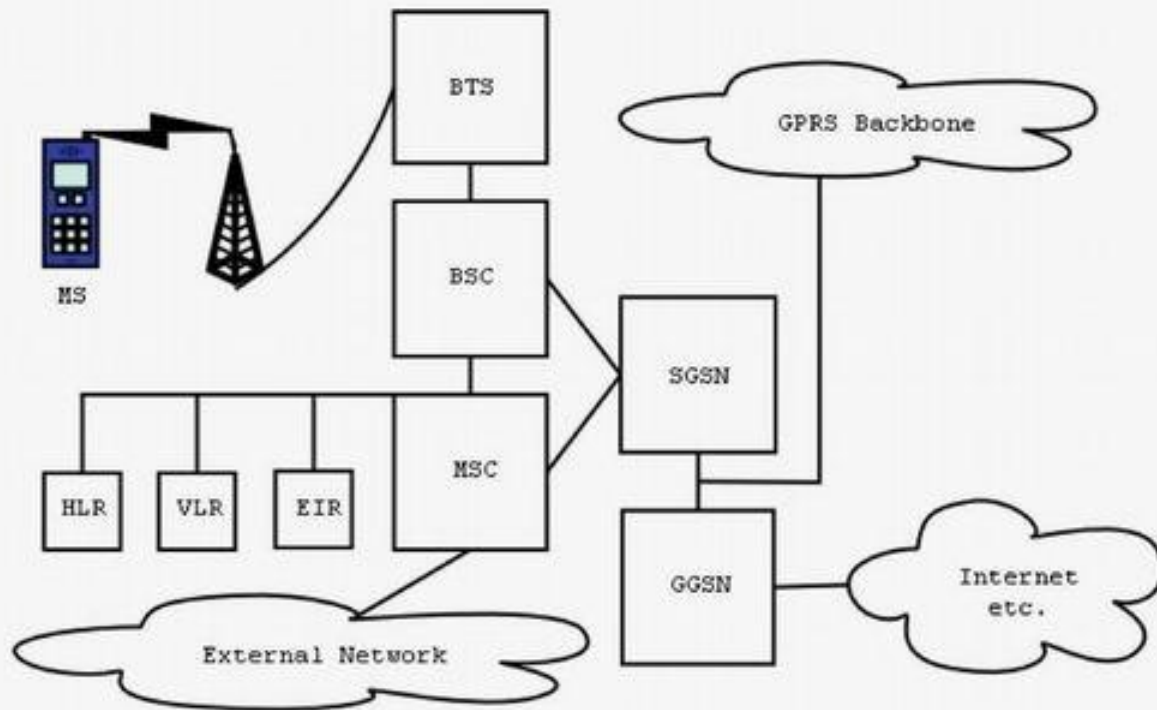 BTS
GPRS Backbone
MS
BSC
SGSN
HLR
VLR
EIR
MSC
GGSN
Internet
etc.
External Network